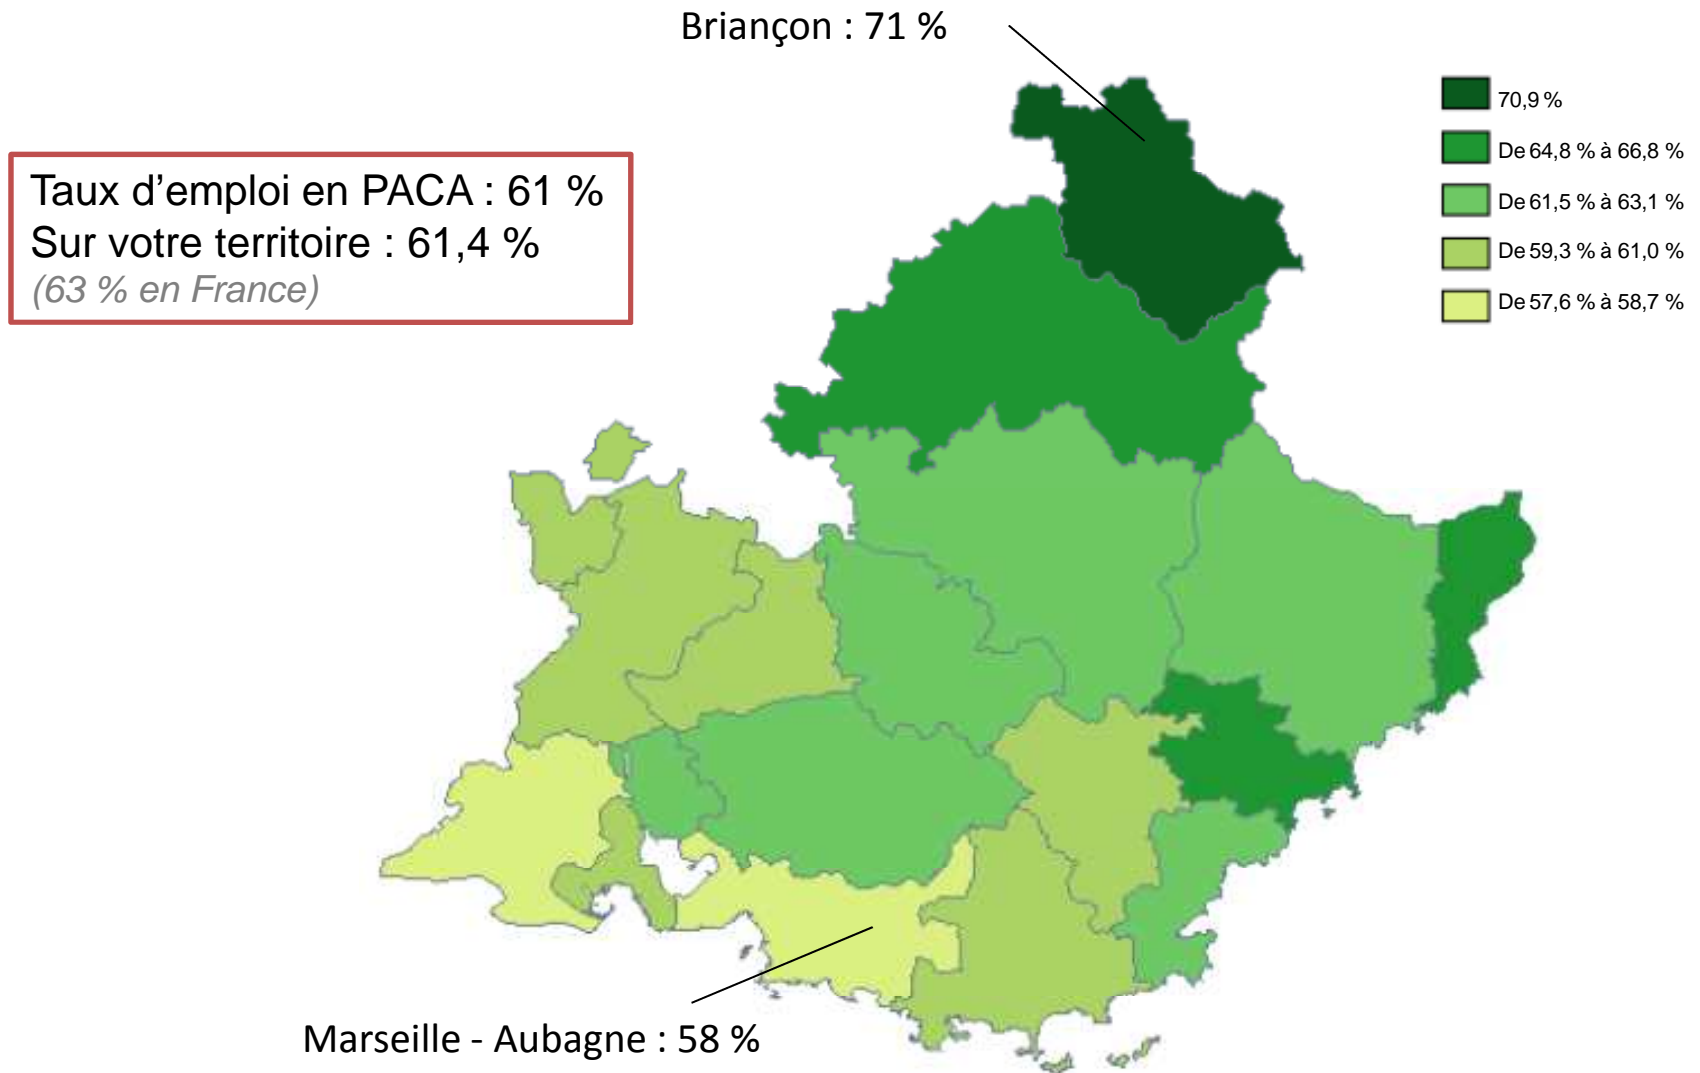 Briançon : 71 %
70,9 %
De 64,8 % à 66,8 %
De 61,5 % à 63,1 %
De 59,3 % à 61,0 %
De 57,6 % à 58,7 %
Taux d’emploi en PACA : 61 %
Sur votre territoire : 61,4 %
(63 % en France)
Marseille - Aubagne : 58 %